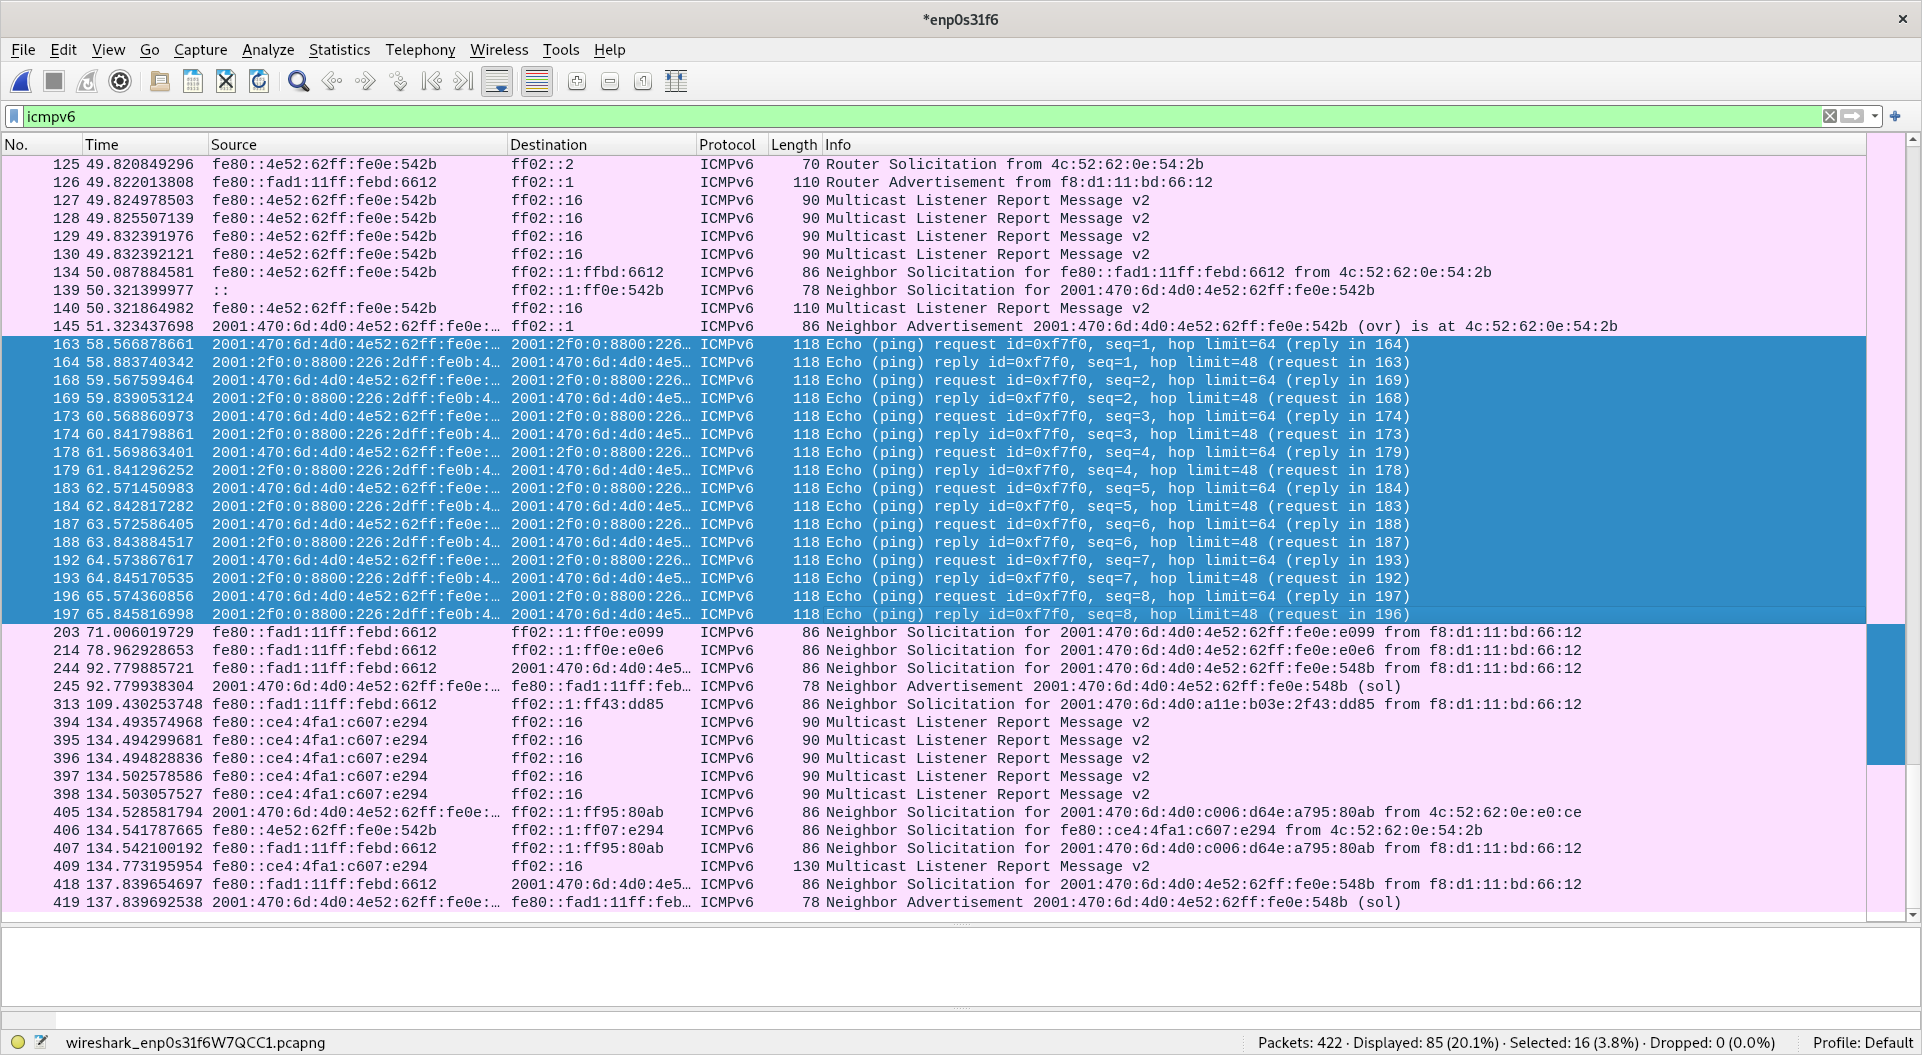 *enp0s31f6
File Edit View Go Capture Analyze Statistics Telephony Wireless Tools Help
icmpv6
No. Time Source Destination Protocol Length Info
125 49.820849296 fe80::4e52:62ff:fe0e:542b ff02::2 ICMPv6 70 Router Solicitation from 4c:52:62:0e:54:2b
126 49.822013808 fe80::fad1:11ff:febd:6612 ff02::1 ICMPv6 110 Router Advertisement from f8:d1:11:bd:66:12
127 49.824978503 fe80::4e52:62ff:fe0e:542b ff02::16 ICMPv6 90 Multicast Listener Report Message v2
128 49.825507139 fe80::4e52:62ff:fe0e:542b ff02::16 ICMPv6 90 Multicast Listener Report Message v2
129 49.832391976 fe80::4e52:62ff:fe0e:542b ff02::16 ICMPv6 90 Multicast Listener Report Message v2
130 49.832392121 fe80::4e52:62ff:fe0e:542b ff02::16 ICMPv6 90 Multicast Listener Report Message v2
134 50.087884581 fe80::4e52:62ff:fe0e:542b ff02::1:ffbd:6612 ICMPv6 86 Neighbor Solicitation for fe80::fad1:11ff:febd:6612 from 4c:52:62:0e:54:2b
139 50.321399977 :: ff02::1:ff0e:542b ICMPv6 78 Neighbor Solicitation for 2001:470:6d:4d0:4e52:62ff:fe0e:542b
140 50.321864982 fe80::4e52:62ff:fe0e:542b ff02::16 ICMPv6 110 Multicast Listener Report Message v2
145 51.323437698 2001:470:6d:4d0:4e52:62ff:fe0e:… ff02::1 ICMPv6 86 Neighbor Advertisement 2001:470:6d:4d0:4e52:62ff:fe0e:542b (ovr) is at 4c:52:62:0e:54:2b
163 58.566878661 2001:470:6d:4d0:4e52:62ff:fe0e:… 2001:2f0:0:8800:226… ICMPv6 118 Echo (ping) request id=0xf7f0, seq=1, hop limit=64 (reply in 164)
164 58.883740342 2001:2f0:0:8800:226:2dff:fe0b:4… 2001:470:6d:4d0:4e5… ICMPv6 118 Echo (ping) reply id=0xf7f0, seq=1, hop limit=48 (request in 163)
168 59.567599464 2001:470:6d:4d0:4e52:62ff:fe0e:… 2001:2f0:0:8800:226… ICMPv6 118 Echo (ping) request id=0xf7f0, seq=2, hop limit=64 (reply in 169)
169 59.839053124 2001:2f0:0:8800:226:2dff:fe0b:4… 2001:470:6d:4d0:4e5… ICMPv6 118 Echo (ping) reply id=0xf7f0, seq=2, hop limit=48 (request in 168)
173 60.568860973 2001:470:6d:4d0:4e52:62ff:fe0e:… 2001:2f0:0:8800:226… ICMPv6 118 Echo (ping) request id=0xf7f0, seq=3, hop limit=64 (reply in 174)
174 60.841798861 2001:2f0:0:8800:226:2dff:fe0b:4… 2001:470:6d:4d0:4e5… ICMPv6 118 Echo (ping) reply id=0xf7f0, seq=3, hop limit=48 (request in 173)
178 61.569863401 2001:470:6d:4d0:4e52:62ff:fe0e:… 2001:2f0:0:8800:226… ICMPv6 118 Echo (ping) request id=0xf7f0, seq=4, hop limit=64 (reply in 179)
179 61.841296252 2001:2f0:0:8800:226:2dff:fe0b:4… 2001:470:6d:4d0:4e5… ICMPv6 118 Echo (ping) reply id=0xf7f0, seq=4, hop limit=48 (request in 178)
183 62.571450983 2001:470:6d:4d0:4e52:62ff:fe0e:… 2001:2f0:0:8800:226… ICMPv6 118 Echo (ping) request id=0xf7f0, seq=5, hop limit=64 (reply in 184)
184 62.842817282 2001:2f0:0:8800:226:2dff:fe0b:4… 2001:470:6d:4d0:4e5… ICMPv6 118 Echo (ping) reply id=0xf7f0, seq=5, hop limit=48 (request in 183)
187 63.572586405 2001:470:6d:4d0:4e52:62ff:fe0e:… 2001:2f0:0:8800:226… ICMPv6 118 Echo (ping) request id=0xf7f0, seq=6, hop limit=64 (reply in 188)
188 63.843884517 2001:2f0:0:8800:226:2dff:fe0b:4… 2001:470:6d:4d0:4e5… ICMPv6 118 Echo (ping) reply id=0xf7f0, seq=6, hop limit=48 (request in 187)
192 64.573867617 2001:470:6d:4d0:4e52:62ff:fe0e:… 2001:2f0:0:8800:226… ICMPv6 118 Echo (ping) request id=0xf7f0, seq=7, hop limit=64 (reply in 193)
193 64.845170535 2001:2f0:0:8800:226:2dff:fe0b:4… 2001:470:6d:4d0:4e5… ICMPv6 118 Echo (ping) reply id=0xf7f0, seq=7, hop limit=48 (request in 192)
196 65.574360856 2001:470:6d:4d0:4e52:62ff:fe0e:… 2001:2f0:0:8800:226… ICMPv6 118 Echo (ping) request id=0xf7f0, seq=8, hop limit=64 (reply in 197)
197 65.845816998 2001:2f0:0:8800:226:2dff:fe0b:4… 2001:470:6d:4d0:4e5… ICMPv6 118 Echo (ping) reply id=0xf7f0, seq=8, hop limit=48 (request in 196)
203 71.006019729 fe80::fad1:11ff:febd:6612 ff02::1:ff0e:e099 ICMPv6 86 Neighbor Solicitation for 2001:470:6d:4d0:4e52:62ff:fe0e:e099 from f8:d1:11:bd:66:12
214 78.962928653 fe80::fad1:11ff:febd:6612 ff02::1:ff0e:e0e6 ICMPv6 86 Neighbor Solicitation for 2001:470:6d:4d0:4e52:62ff:fe0e:e0e6 from f8:d1:11:bd:66:12
244 92.779885721 fe80::fad1:11ff:febd:6612 2001:470:6d:4d0:4e5… ICMPv6 86 Neighbor Solicitation for 2001:470:6d:4d0:4e52:62ff:fe0e:548b from f8:d1:11:bd:66:12
245 92.779938304 2001:470:6d:4d0:4e52:62ff:fe0e:… fe80::fad1:11ff:feb… ICMPv6 78 Neighbor Advertisement 2001:470:6d:4d0:4e52:62ff:fe0e:548b (sol)
313 109.430253748 fe80::fad1:11ff:febd:6612 ff02::1:ff43:dd85 ICMPv6 86 Neighbor Solicitation for 2001:470:6d:4d0:a11e:b03e:2f43:dd85 from f8:d1:11:bd:66:12
394 134.493574968 fe80::ce4:4fa1:c607:e294 ff02::16 ICMPv6 90 Multicast Listener Report Message v2
395 134.494299681 fe80::ce4:4fa1:c607:e294 ff02::16 ICMPv6 90 Multicast Listener Report Message v2
396 134.494828836 fe80::ce4:4fa1:c607:e294 ff02::16 ICMPv6 90 Multicast Listener Report Message v2
397 134.502578586 fe80::ce4:4fa1:c607:e294 ff02::16 ICMPv6 90 Multicast Listener Report Message v2
398 134.503057527 fe80::ce4:4fa1:c607:e294 ff02::16 ICMPv6 90 Multicast Listener Report Message v2
405 134.528581794 2001:470:6d:4d0:4e52:62ff:fe0e:… ff02::1:ff95:80ab ICMPv6 86 Neighbor Solicitation for 2001:470:6d:4d0:c006:d64e:a795:80ab from 4c:52:62:0e:e0:ce
406 134.541787665 fe80::4e52:62ff:fe0e:542b ff02::1:ff07:e294 ICMPv6 86 Neighbor Solicitation for fe80::ce4:4fa1:c607:e294 from 4c:52:62:0e:54:2b
407 134.542100192 fe80::fad1:11ff:febd:6612 ff02::1:ff95:80ab ICMPv6 86 Neighbor Solicitation for 2001:470:6d:4d0:c006:d64e:a795:80ab from f8:d1:11:bd:66:12
409 134.773195954 fe80::ce4:4fa1:c607:e294 ff02::16 ICMPv6 130 Multicast Listener Report Message v2
418 137.839654697 fe80::fad1:11ff:febd:6612 2001:470:6d:4d0:4e5… ICMPv6 86 Neighbor Solicitation for 2001:470:6d:4d0:4e52:62ff:fe0e:548b from f8:d1:11:bd:66:12
419 137.839692538 2001:470:6d:4d0:4e52:62ff:fe0e:… fe80::fad1:11ff:feb… ICMPv6 78 Neighbor Advertisement 2001:470:6d:4d0:4e52:62ff:fe0e:548b (sol)
wireshark_enp0s31f6W7QCC1.pcapng Packets: 422 · Displayed: 85 (20.1%) · Selected: 16 (3.8%) · Dropped: 0 (0.0%) Profile: Default